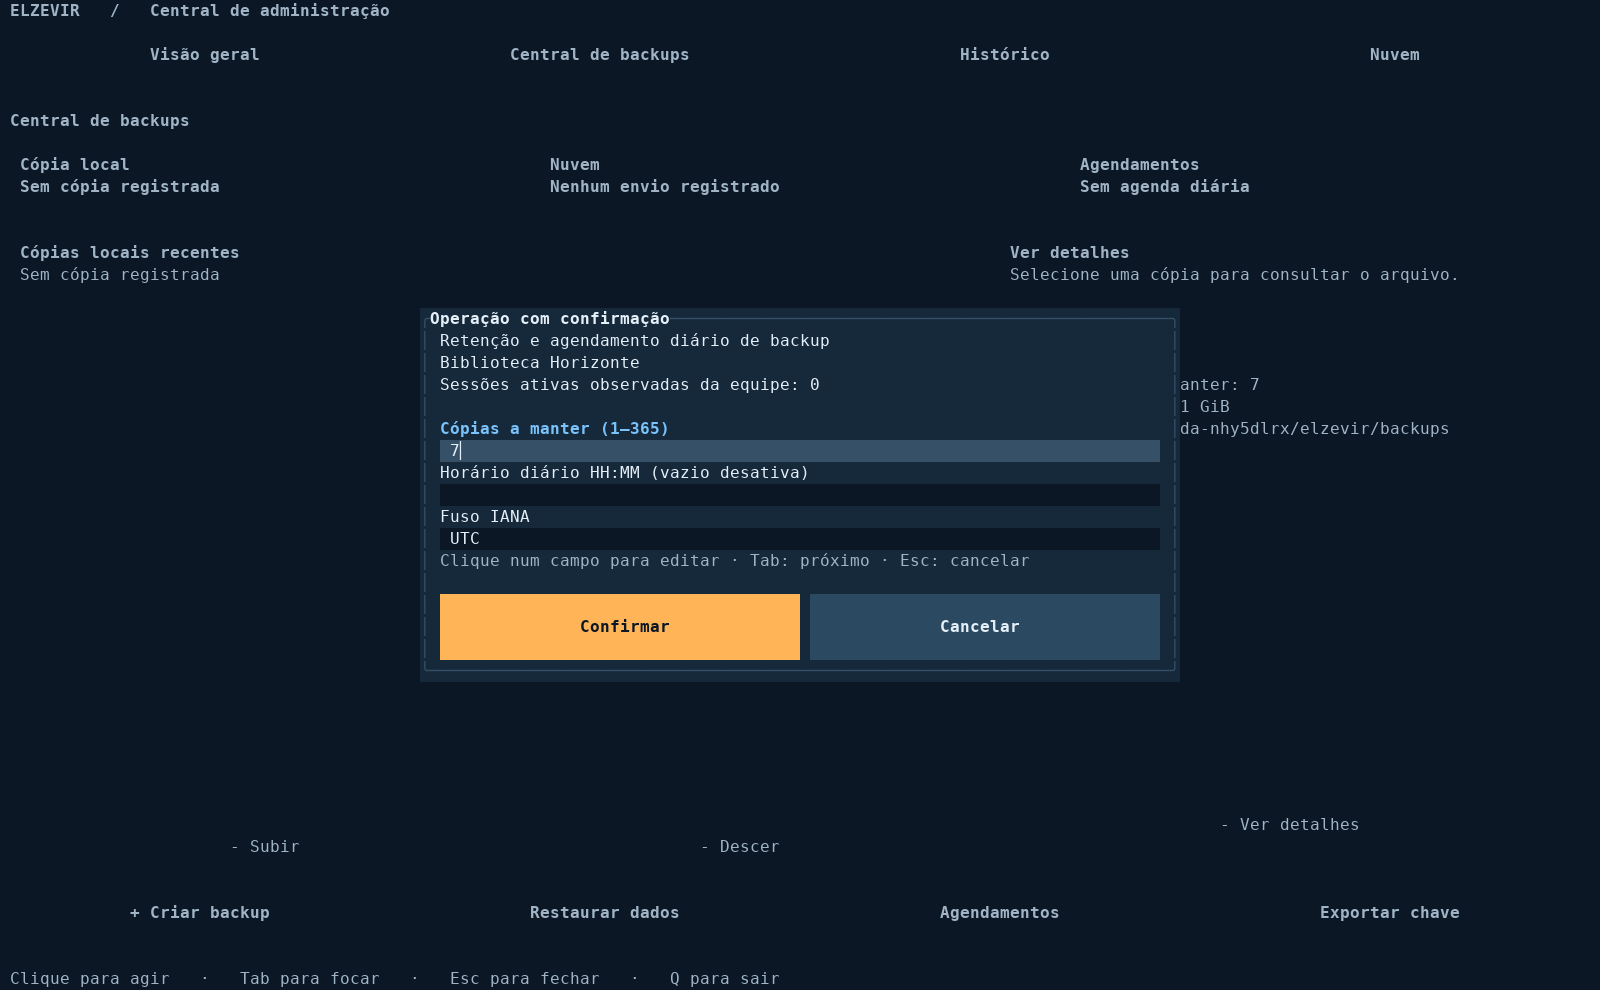 ELZEVIR / Central de administração
Visão geral Central de backups Histórico Nuvem
Central de backups
Cópia local Nuvem Agendamentos
Sem cópia registrada Nenhum envio registrado Sem agenda diária
Cópias locais recentes Ver detalhes
Sem cópia registrada Selecione uma cópia para consultar o arquivo.
Operação com confirmação
Retenção e agendamento diário de backup
Biblioteca Horizonte
Sessões ativas observadas da equipe: 0 anter: 7
1 GiB
Cópias a manter (1–365) da-nhy5dlrx/elzevir/backups
7
Horário diário HH:MM (vazio desativa)
Fuso IANA
UTC
Clique num campo para editar · Tab: próximo · Esc: cancelar
Confirmar Cancelar
- Ver detalhes
- Subir - Descer
+ Criar backup Restaurar dados Agendamentos Exportar chave
Clique para agir · Tab para focar · Esc para fechar · Q para sair